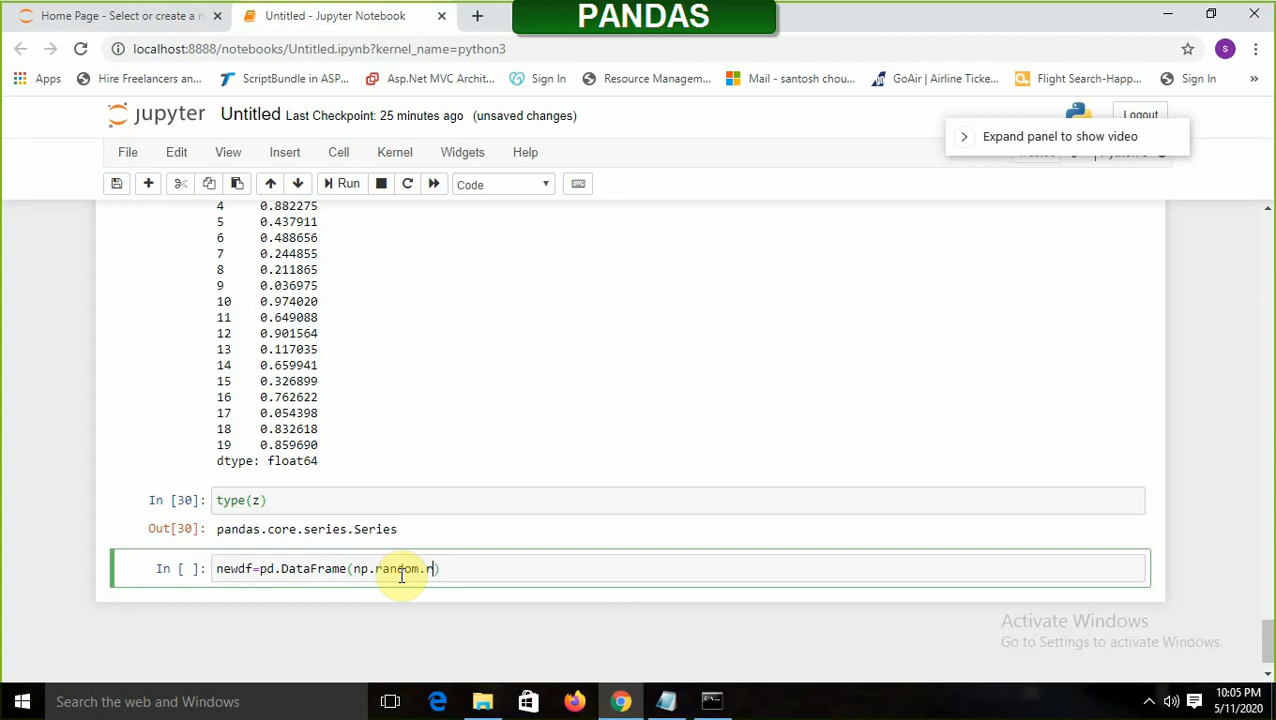 PANDAS
Home Page - Select or create a n
Untitled - Jupyter Notebook
localhost:8888/notebooks/Untitled.ipynb?kernel_name=python3
S
Apps Hire Freelancers an... ScriptBundle in ASP... Asp.Net MVC Archit... Sign In Resource Managem... Mail - santosh chou... GoAir | Airline Ticke... Flight Search-Happ... Sign In »
jupyter Untitled Last Checkpoint: 25 minutes ago (unsaved changes) Logout
Expand panel to show video
File Edit View Insert Cell Kernel Widgets Help
Run Code
4 0.882275
5 0.437911
6 0.488656
7 0.244855
8 0.211865
9 0.036975
10 0.974020
11 0.649088
12 0.901564
13 0.117035
14 0.659941
15 0.326899
16 0.762622
17 0.054398
18 0.832618
19 0.859690
dtype: float64
In [30]: type(z)
Out[30]: pandas.core.series.Series
In [ ]: newdf=pd.DataFrame(np.random.r)
Activate Windows
Go to Settings to activate Windows.
Search the web and Windows
10:05 PM
5/11/2020